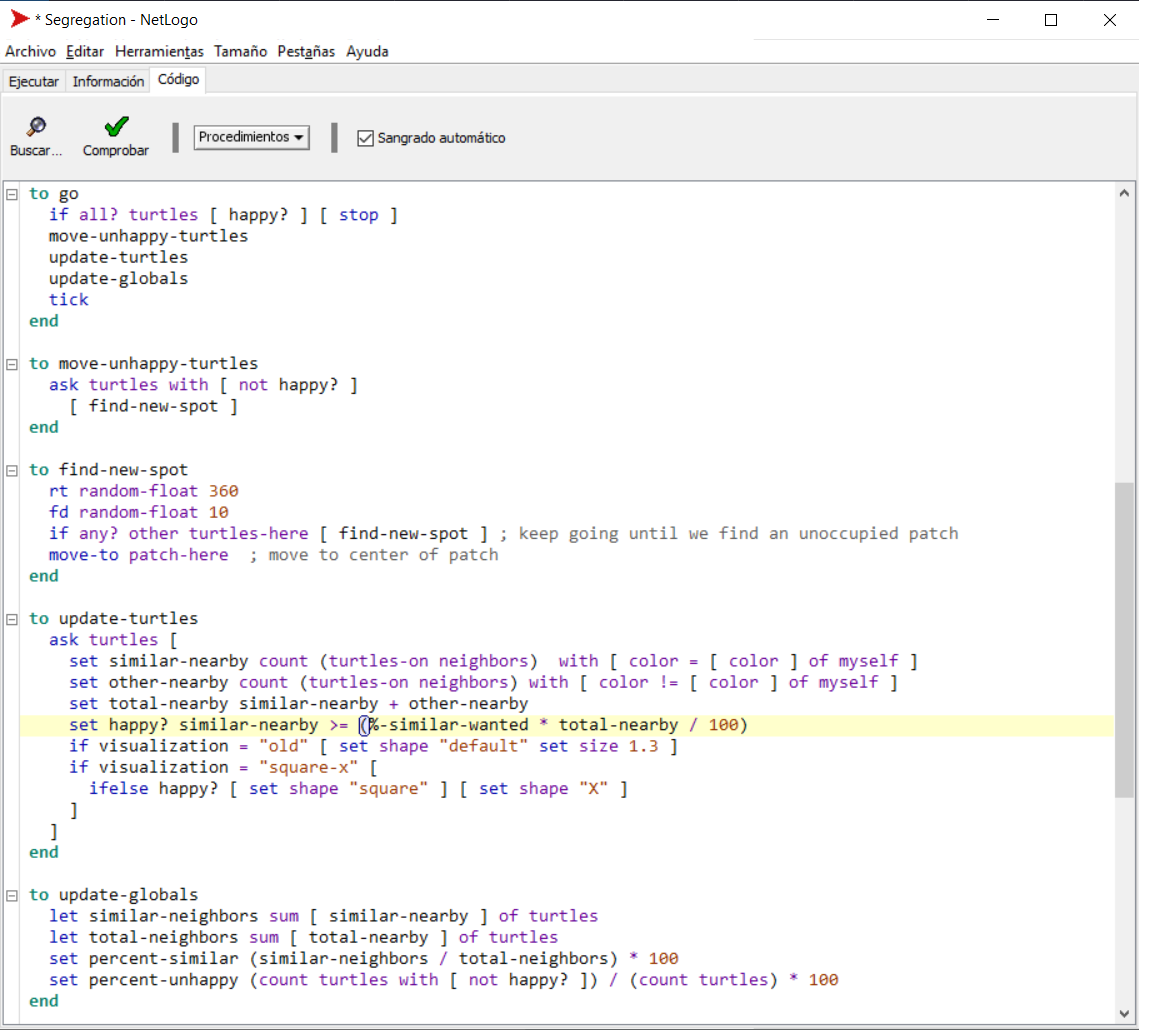 * Segregation - NetLogo
Archivo Editar Herramientas Tamaño Pestañas Ayuda
Ejecutar Información Código
Buscar... Comprobar Procedimientos Sangrado automático
to go
  if all? turtles [ happy? ] [ stop ]
  move-unhappy-turtles
  update-turtles
  update-globals
  tick
end
to move-unhappy-turtles
  ask turtles with [ not happy? ]
    [ find-new-spot ]
end
to find-new-spot
  rt random-float 360
  fd random-float 10
  if any? other turtles-here [ find-new-spot ] ; keep going until we find an unoccupied patch
  move-to patch-here  ; move to center of patch
end
to update-turtles
  ask turtles [
    set similar-nearby count (turtles-on neighbors)  with [ color = [ color ] of myself ]
    set other-nearby count (turtles-on neighbors) with [ color != [ color ] of myself ]
    set total-nearby similar-nearby + other-nearby
    set happy? similar-nearby >= (%-similar-wanted * total-nearby / 100)
    if visualization = "old" [ set shape "default" set size 1.3 ]
    if visualization = "square-x" [
      ifelse happy? [ set shape "square" ] [ set shape "X" ]
    ]
  ]
end
to update-globals
  let similar-neighbors sum [ similar-nearby ] of turtles
  let total-neighbors sum [ total-nearby ] of turtles
  set percent-similar (similar-neighbors / total-neighbors) * 100
  set percent-unhappy (count turtles with [ not happy? ]) / (count turtles) * 100
end